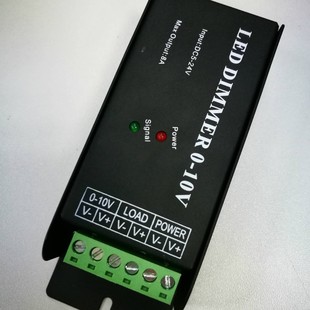 LED DIMMER 0-10V
Input:DC5-24V
Max Output:8A
Power
Signal
0-10V LOAD POWER
V- V+ V- V+ V- V+